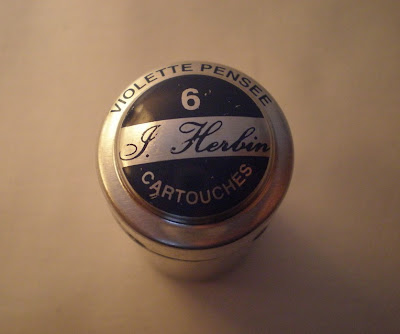 VIOLETTE PENSEE
6
J. Herbin
CARTOUCHES